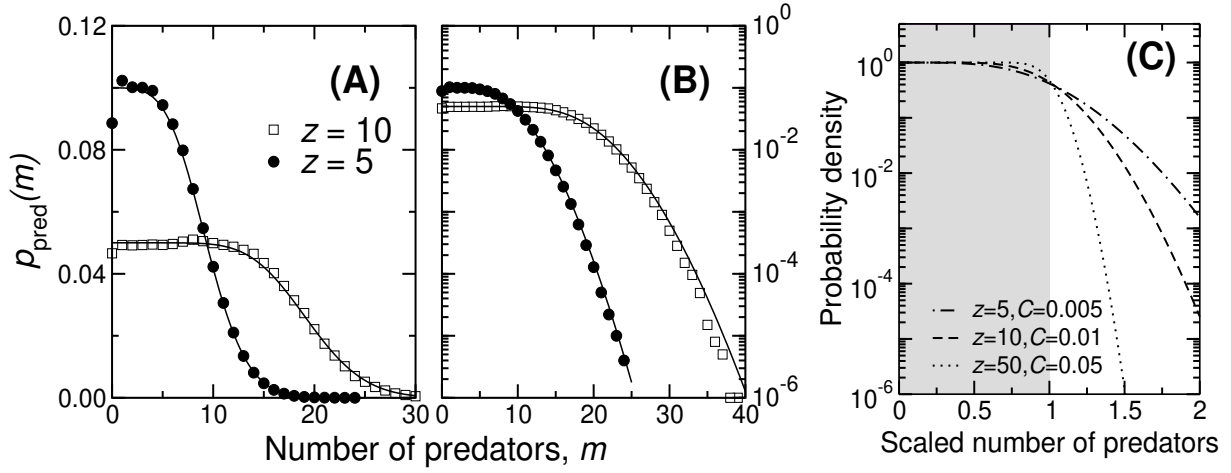 0.12
0.08
0.04
0.00
p_pred(m)
(A)
z = 10
z = 5
0 10 20 30
(B)
10^0
10^-2
10^-4
10^-6
0 10 20 30 40
Number of predators, m
(C)
Probability density
10^0
10^-2
10^-4
10^-6
z=5,C=0.005
z=10,C=0.01
z=50,C=0.05
0 0.5 1 1.5 2
Scaled number of predators